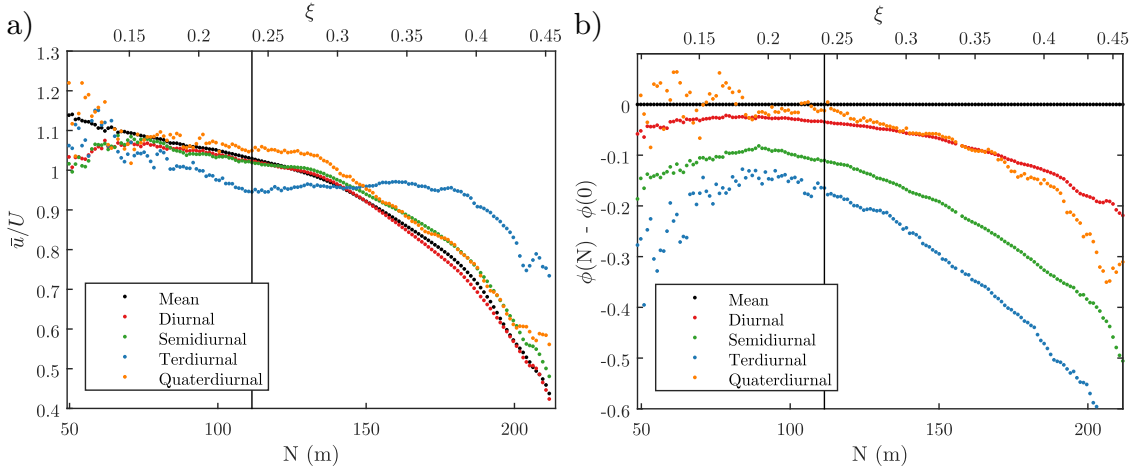 a)
ξ
0.15 0.2 0.25 0.3 0.35 0.4 0.45
1.3
1.2
1.1
1
0.9
0.8
0.7
0.6
0.5
0.4
ū/U
Mean
Diurnal
Semidiurnal
Terdiurnal
Quaterdiurnal
50 100 150 200
N (m)
b)
ξ
0.15 0.2 0.25 0.3 0.35 0.4 0.45
0
-0.1
-0.2
-0.3
-0.4
-0.5
-0.6
ϕ(N) - ϕ(0)
Mean
Diurnal
Semidiurnal
Terdiurnal
Quaterdiurnal
50 100 150 200
N (m)